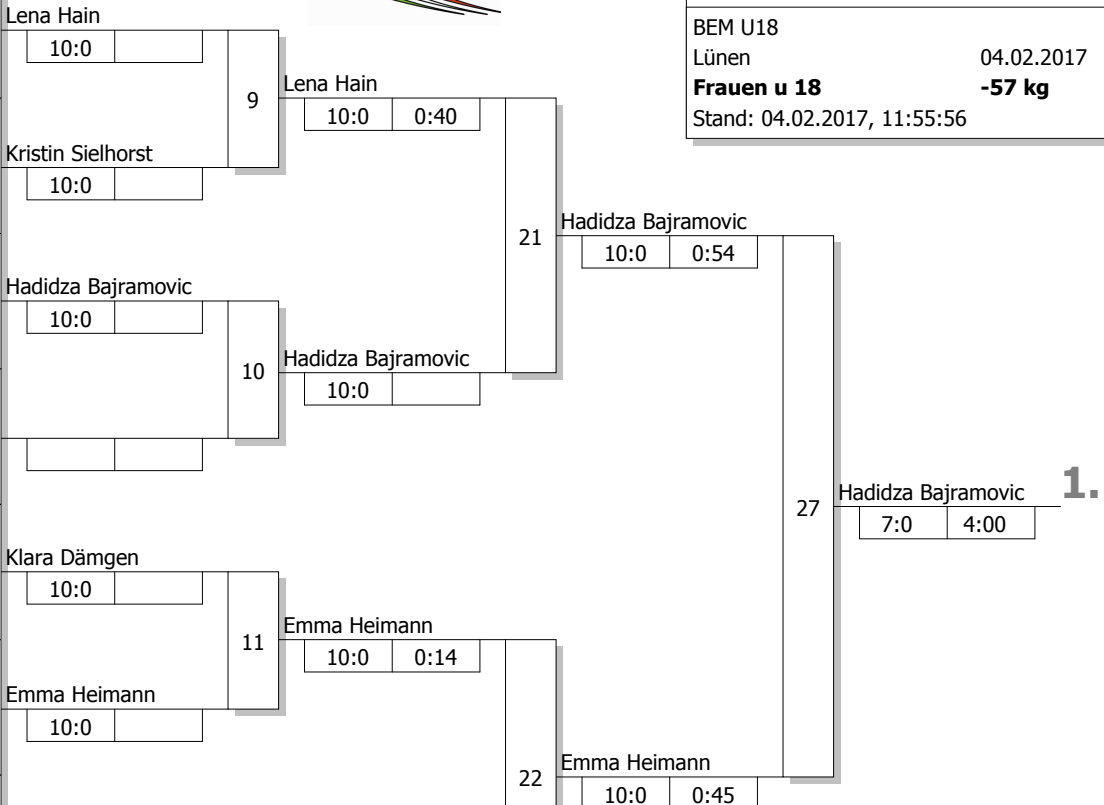 Lena Hain
10:0
BEM U18
Lünen 04.02.2017
Frauen u 18 -57 kg
Stand: 04.02.2017, 11:55:56
9
Lena Hain
10:0 0:40
Kristin Sielhorst
10:0
21
Hadidza Bajramovic
10:0 0:54
Hadidza Bajramovic
10:0
10
Hadidza Bajramovic
10:0
27
Hadidza Bajramovic 1.
7:0 4:00
Klara Dämgen
10:0
11
Emma Heimann
10:0 0:14
Emma Heimann
10:0
22
Emma Heimann
10:0 0:45